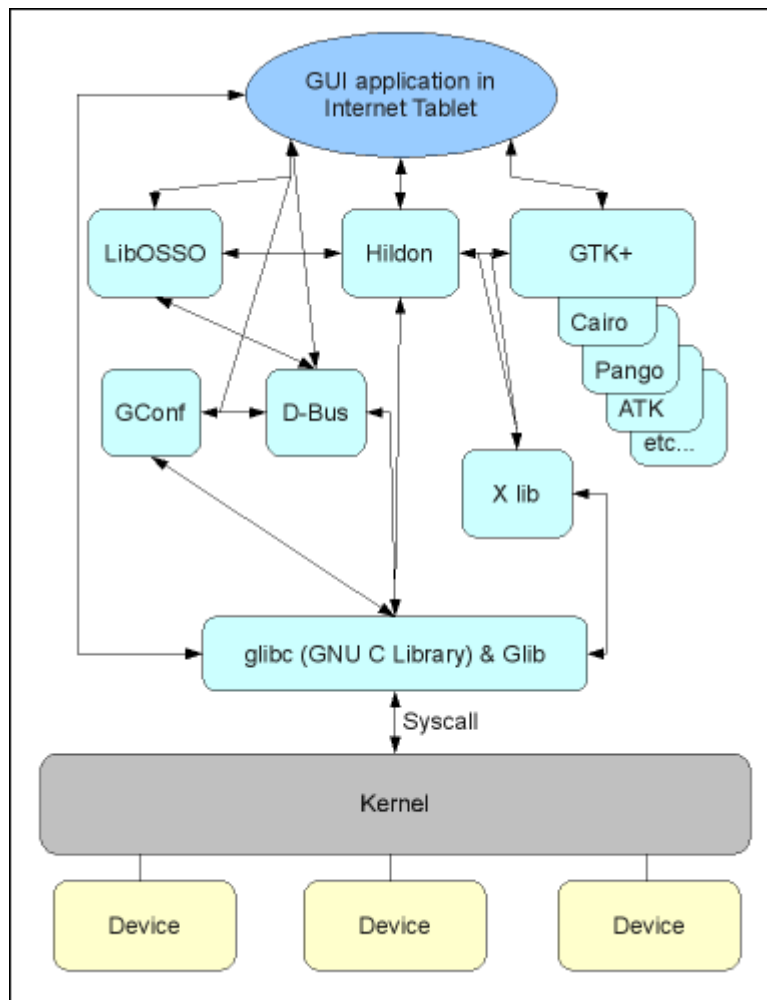 GUI application in
Internet Tablet
LibOSSO
Hildon
GTK+
Cairo
Pango
ATK
etc...
GConf
D-Bus
X lib
glibc (GNU C Library) & Glib
Syscall
Kernel
Device
Device
Device